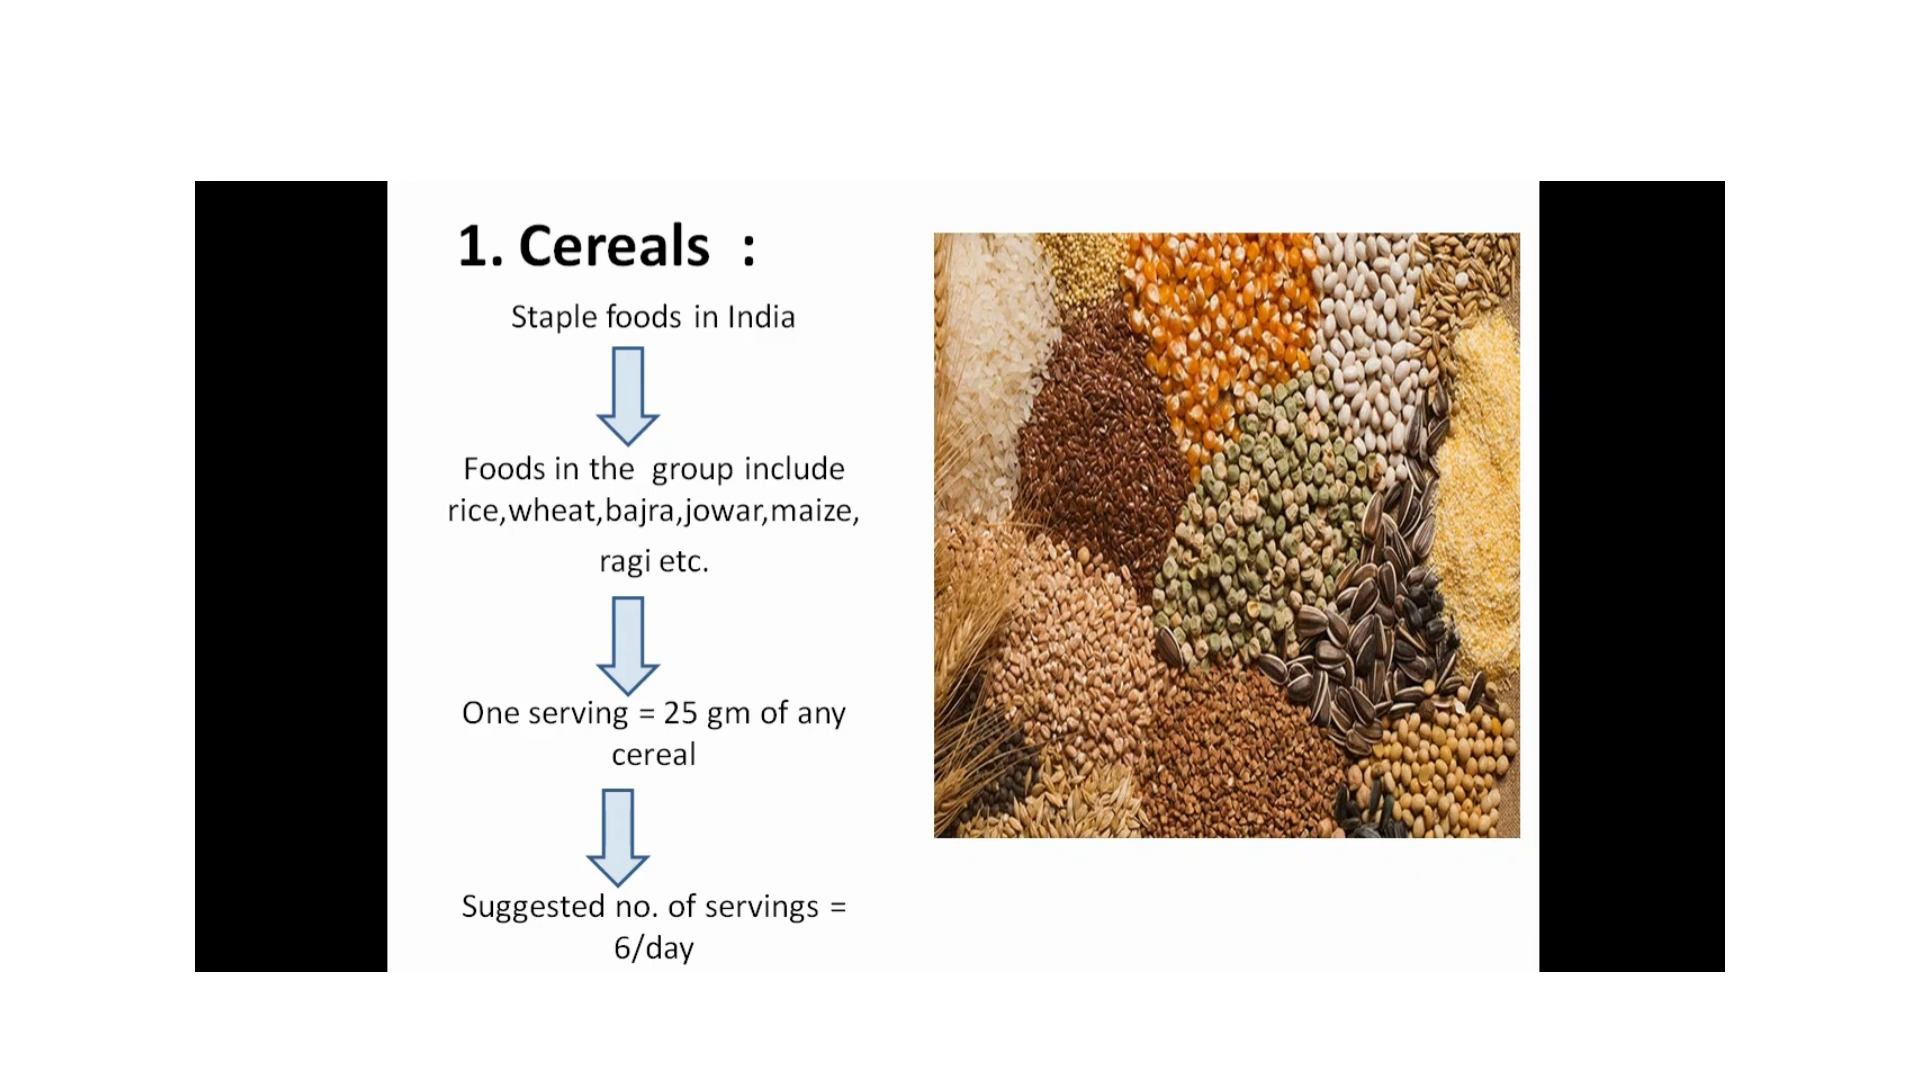 1. Cereals :
Staple foods in India
Foods in the group include
rice,wheat,bajra,jowar,maize,
ragi etc.
One serving = 25 gm of any
cereal
Suggested no. of servings =
6/day